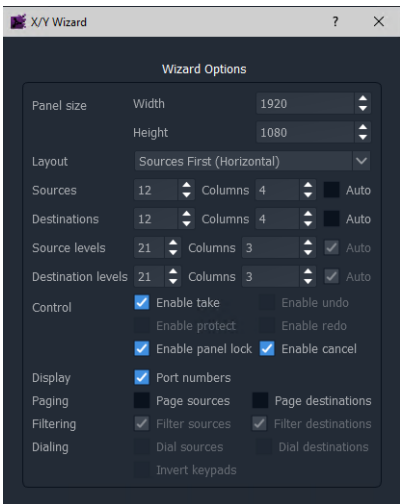 X/Y Wizard ?
Wizard Options
Panel size Width 1920
Height 1080
Layout Sources First (Horizontal)
Sources 12 Columns 4 Auto
Destinations 12 Columns 4 Auto
Source levels 21 Columns 3 Auto
Destination levels 21 Columns 3 Auto
Control Enable take Enable undo
Enable protect Enable redo
Enable panel lock Enable cancel
Display Port numbers
Paging Page sources Page destinations
Filtering Filter sources Filter destinations
Dialing Dial sources Dial destinations
Invert keypads